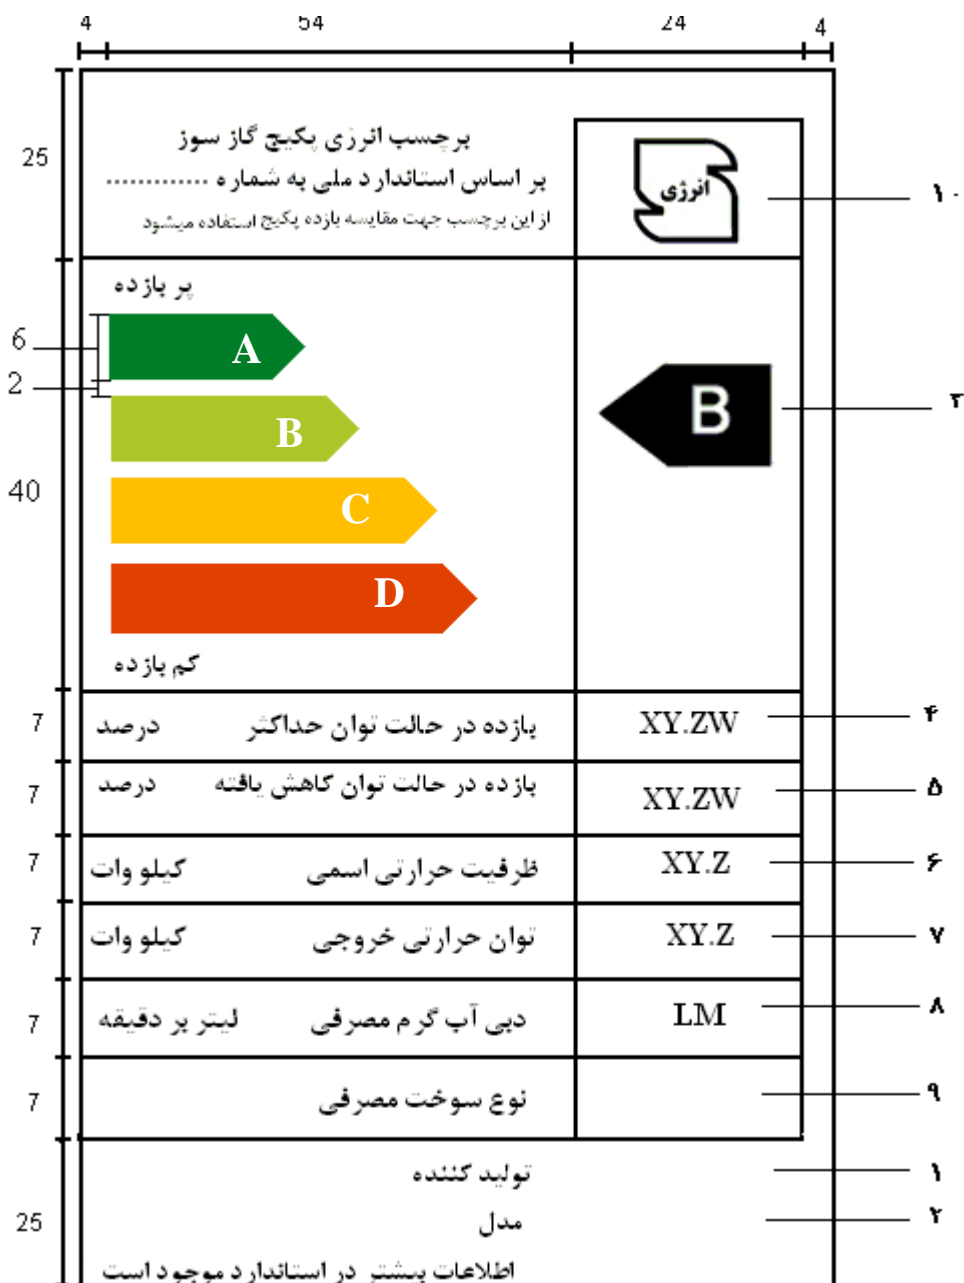 4 54 24 4
برچسب انرژی پکیج گاز سوز
بر اساس استاندارد ملی به شماره ............
از این برچسب جهت مقایسه بازده پکیج استفاده میشود
انرژی
۱۰
25
پر بازده
A
6
2
B
B
۳
40
C
D
کم بازده
7
بازده در حالت توان حداکثر درصد
XY.ZW
۴
7
بازده در حالت توان کاهش یافته درصد
XY.ZW
۵
7
ظرفیت حرارتی اسمی کیلو وات
XY.Z
۶
7
توان حرارتی خروجی کیلو وات
XY.Z
۷
7
دبی آب گرم مصرفی لیتر بر دقیقه
LM
۸
7
نوع سوخت مصرفی
۹
تولید کننده
۱
25
مدل
۲
اطلاعات بیشتر در استاندارد موجود است